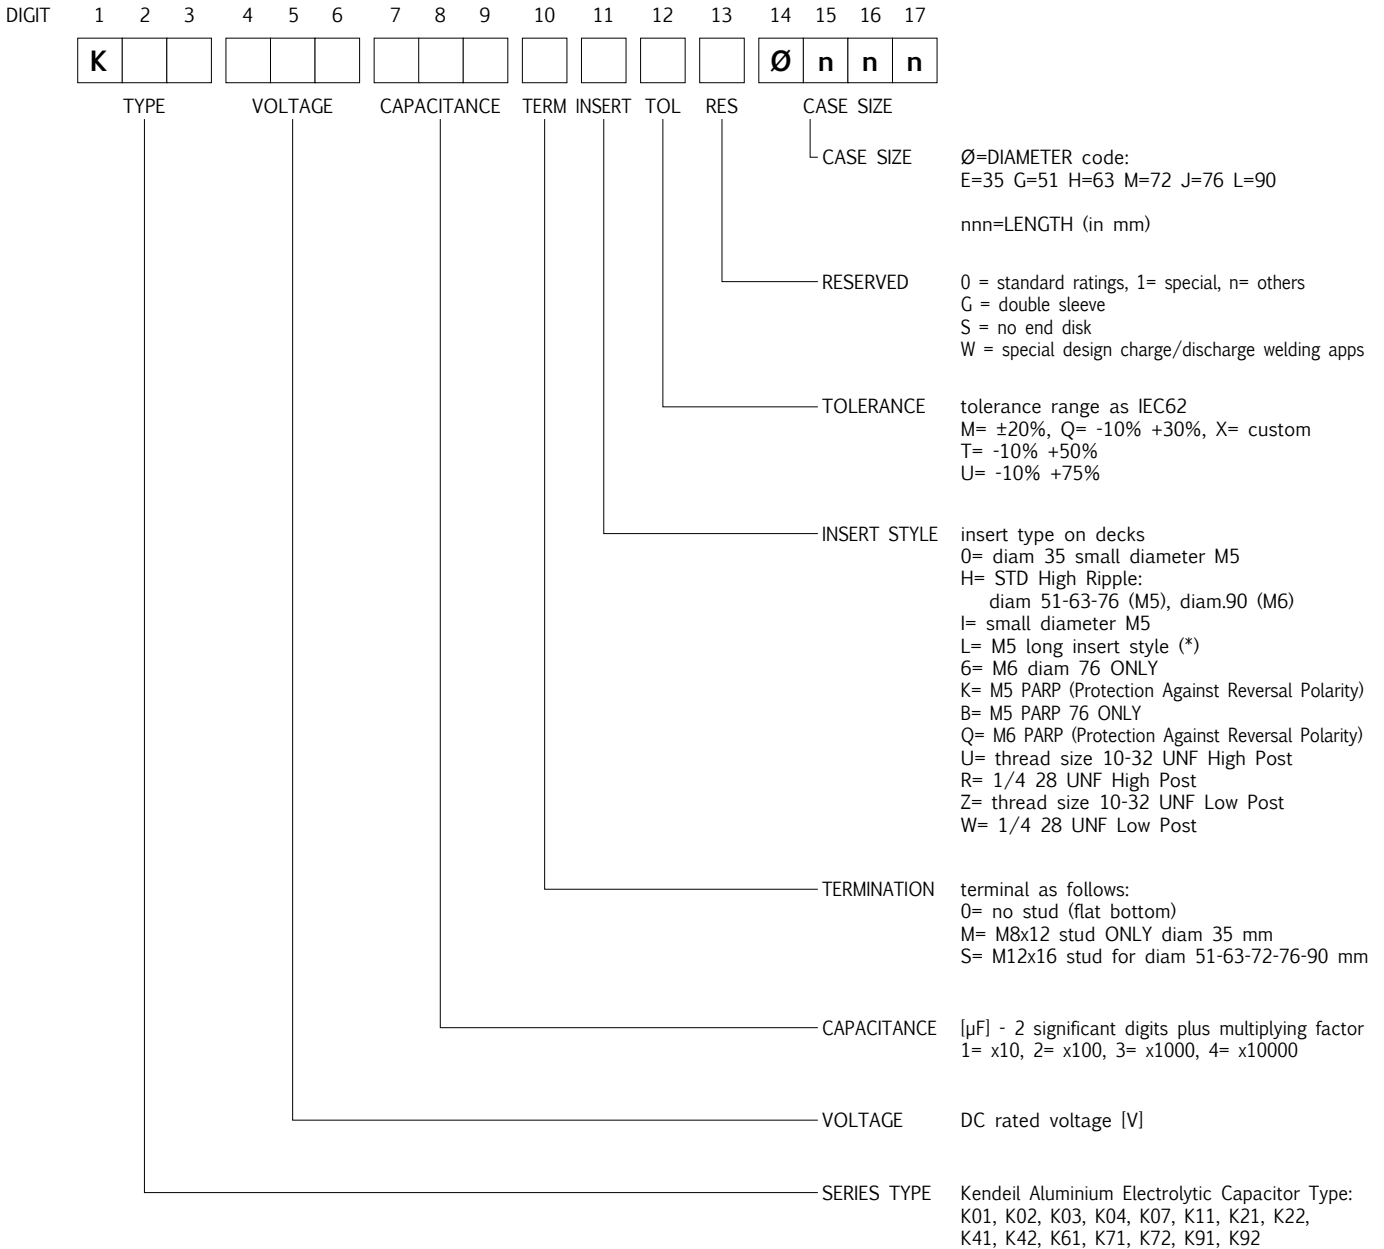 DIGIT 1 2 3 4 5 6 7 8 9 10 11 12 13 14 15 16 17
K Ø n n n
TYPE VOLTAGE CAPACITANCE TERM INSERT TOL RES CASE SIZE
CASE SIZE Ø=DIAMETER code:
E=35 G=51 H=63 M=72 J=76 L=90
nnn=LENGTH (in mm)
RESERVED 0 = standard ratings, 1= special, n= others
G = double sleeve
S = no end disk
W = special design charge/discharge welding apps
TOLERANCE tolerance range as IEC62
M= ±20%, Q= -10% +30%, X= custom
T= -10% +50%
U= -10% +75%
INSERT STYLE insert type on decks
0= diam 35 small diameter M5
H= STD High Ripple:
diam 51-63-76 (M5), diam.90 (M6)
I= small diameter M5
L= M5 long insert style (*)
6= M6 diam 76 ONLY
K= M5 PARP (Protection Against Reversal Polarity)
B= M5 PARP 76 ONLY
Q= M6 PARP (Protection Against Reversal Polarity)
U= thread size 10-32 UNF High Post
R= 1/4 28 UNF High Post
Z= thread size 10-32 UNF Low Post
W= 1/4 28 UNF Low Post
TERMINATION terminal as follows:
0= no stud (flat bottom)
M= M8x12 stud ONLY diam 35 mm
S= M12x16 stud for diam 51-63-72-76-90 mm
CAPACITANCE [µF] - 2 significant digits plus multiplying factor
1= x10, 2= x100, 3= x1000, 4= x10000
VOLTAGE DC rated voltage [V]
SERIES TYPE Kendeil Aluminium Electrolytic Capacitor Type:
K01, K02, K03, K04, K07, K11, K21, K22,
K41, K42, K61, K71, K72, K91, K92